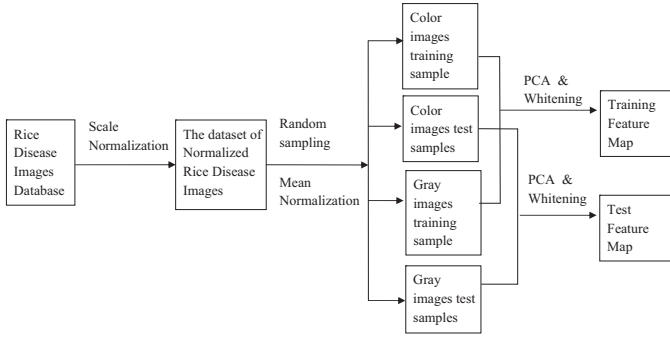 Rice
Disease
Images
Database
Scale
Normalization
The dataset of
Normalized
Rice Disease
Images
Random
sampling
Mean
Normalization
Color
images
training
sample
Color
images test
samples
Gray
images
training
sample
Gray
images test
samples
PCA &
Whitening
Training
Feature
Map
PCA &
Whitening
Test
Feature
Map